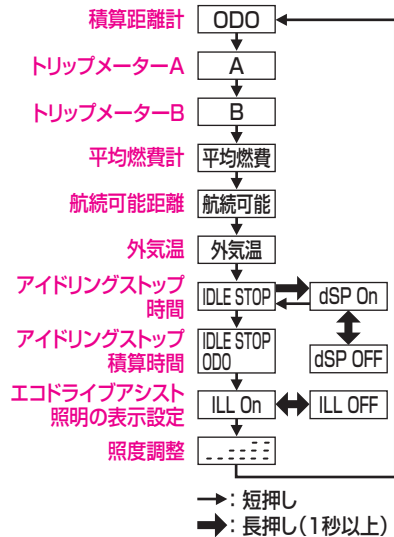 積算距離計 ODO
トリップメーターA A
トリップメーターB B
平均燃費計 平均燃費
航続可能距離 航続可能
外気温 外気温
アイドリングストップ
時間
IDLE STOP dSP On
dSP OFF
アイドリングストップ
積算時間
IDLE STOP
ODO
エコドライブアシスト
照明の表示設定
ILL On ILL OFF
照度調整
：短押し
：長押し（1秒以上）